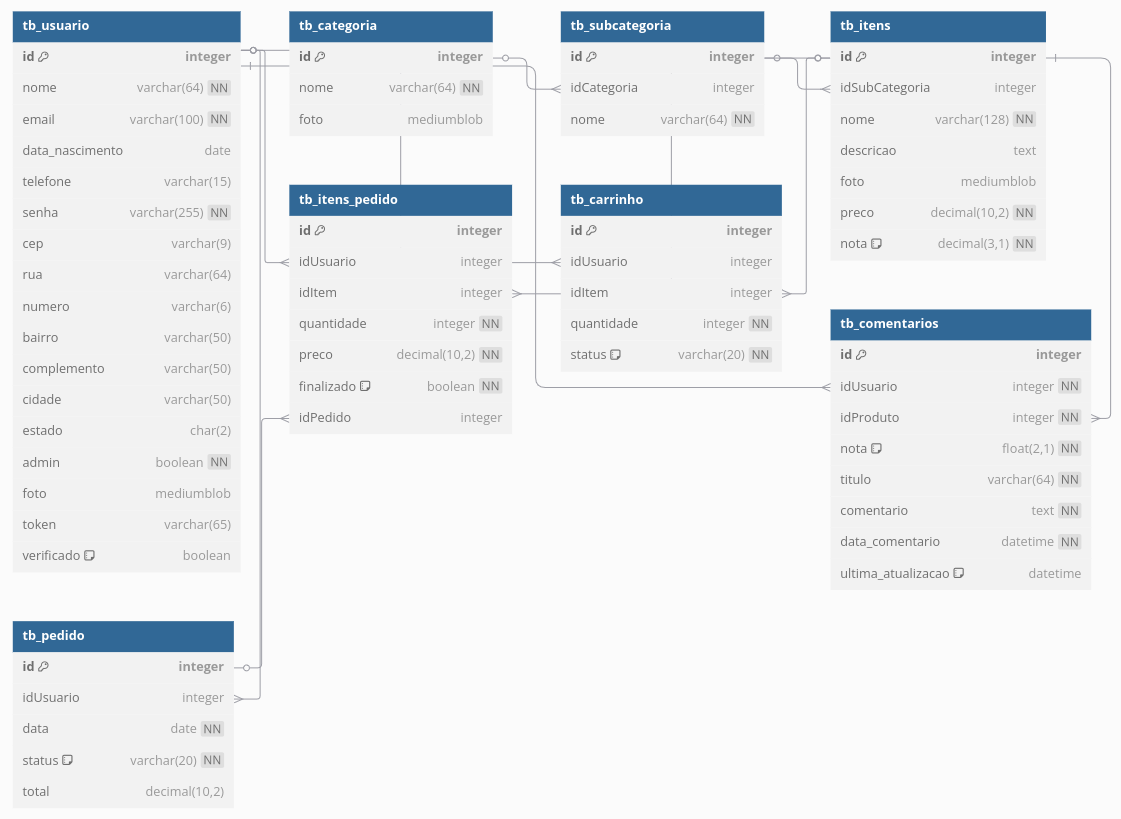 tb_usuario
id integer
nome varchar(64) NN
email varchar(100) NN
data_nascimento date
telefone varchar(15)
senha varchar(255) NN
cep varchar(9)
rua varchar(64)
numero varchar(6)
bairro varchar(50)
complemento varchar(50)
cidade varchar(50)
estado char(2)
admin boolean NN
foto mediumblob
token varchar(65)
verificado boolean
tb_categoria
id integer
nome varchar(64) NN
foto mediumblob
tb_subcategoria
id integer
idCategoria integer
nome varchar(64) NN
tb_itens
id integer
idSubCategoria integer
nome varchar(128) NN
descricao text
foto mediumblob
preco decimal(10,2) NN
nota decimal(3,1) NN
tb_itens_pedido
id integer
idUsuario integer
idItem integer
quantidade integer NN
preco decimal(10,2) NN
finalizado boolean NN
idPedido integer
tb_carrinho
id integer
idUsuario integer
idItem integer
quantidade integer NN
status varchar(20) NN
tb_comentarios
id integer
idUsuario integer NN
idProduto integer NN
nota float(2,1) NN
titulo varchar(64) NN
comentario text NN
data_comentario datetime NN
ultima_atualizacao datetime
tb_pedido
id integer
idUsuario integer
data date NN
status varchar(20) NN
total decimal(10,2)